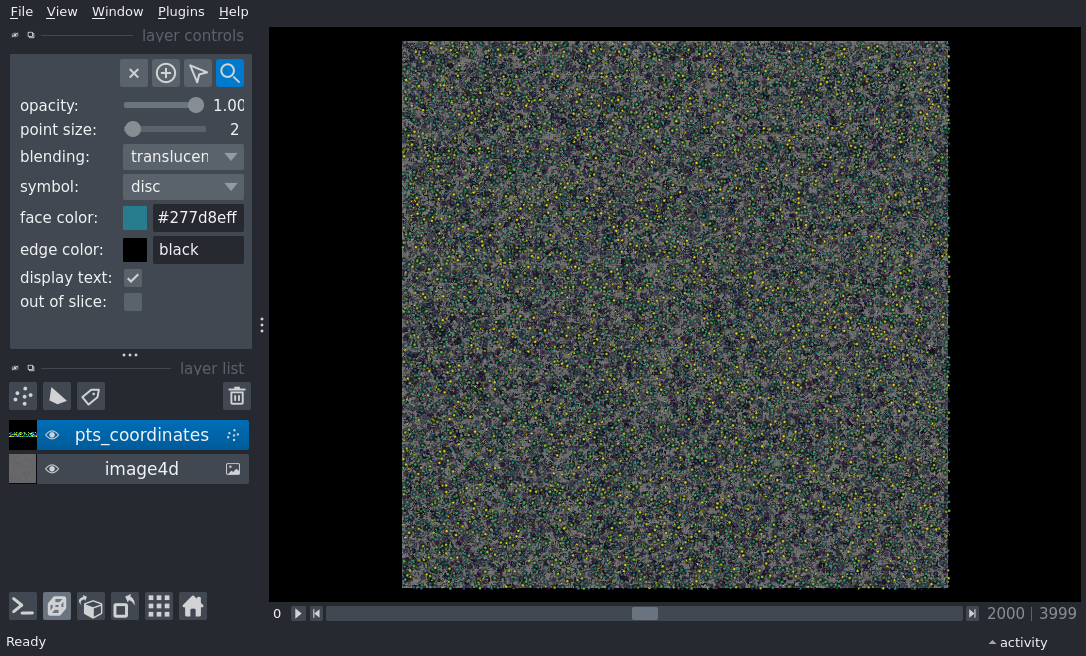 File View Window Plugins Help
layer controls
opacity: 1.00
point size: 2
blending: translucen
symbol: disc
face color: #277d8eff
edge color: black
display text:
out of slice:
layer list
pts_coordinates
image4d
0 2000 | 3999
Ready activity